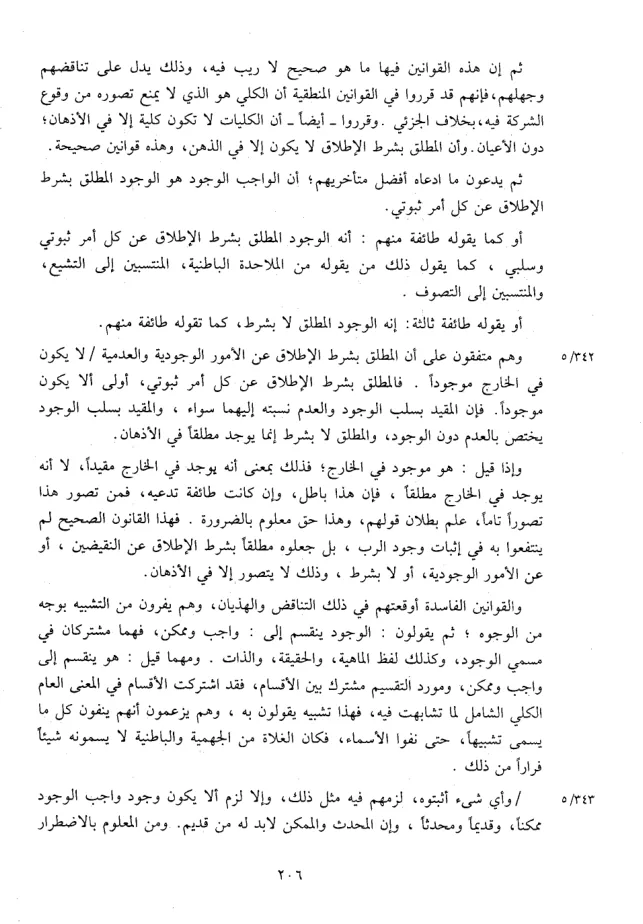 ثم إن هذه القوانين فيها ما هو صحيح لا ريب فيه، وذلك يدل على تناقضهم
وجهلهم، فإنهم قد قرروا في القوانين المنطقية أن الكلي هو الذي لا يمنع تصوره من وقوع
الشركة فيه، بخلاف الجزئي . وقرروا ـ أيضاً ـ أن الكليات لا تكون كلية إلا في الأذهان؛
دون الأعيان. وأن المطلق بشرط الإطلاق لا يكون إلا في الذهن، وهذه قوانين صحيحة.
ثم يدعون ما ادعاه أفضل متأخريهم؛ أن الواجب الوجود هو الوجود المطلق بشرط
الإطلاق عن كل أمر ثبوتي.
أو كما يقوله طائفة منهم : أنه الوجود المطلق بشرط الإطلاق عن كل أمر ثبوتي
وسلبي ، كما يقول ذلك من يقوله من الملاحدة الباطنية، المنتسبين إلى التشيع،
والمنتسبين إلى التصوف .
أو يقوله طائفة ثالثة: إنه الوجود المطلق لا بشرط، كما تقوله طائفة منهم.
٥/٣٤٢ وهم متفقون على أن المطلق بشرط الإطلاق عن الأمور الوجودية والعدمية / لا يكون
في الخارج موجوداً . فالمطلق بشرط الإطلاق عن كل أمر ثبوتي، أولى ألا يكون
موجوداً. فإن المقيد بسلب الوجود والعدم نسبته إليهما سواء ، والمقيد بسلب الوجود
يختص بالعدم دون الوجود، والمطلق لا بشرط إنما يوجد مطلقاً في الأذهان.
وإذا قيل : هو موجود في الخارج؛ فذلك بمعنى أنه يوجد في الخارج مقيداً، لا أنه
يوجد في الخارج مطلقاً ، فإن هذا باطل، وإن كانت طائفة تدعيه، فمن تصور هذا
تصوراً تاماً، علم بطلان قولهم، وهذا حق معلوم بالضرورة . فهذا القانون الصحيح لم
ينتفعوا به في إثبات وجود الرب ، بل جعلوه مطلقاً بشرط الإطلاق عن النقيضين ، أو
عن الأمور الوجودية، أو لا بشرط ، وذلك لا يتصور إلا في الأذهان.
والقوانين الفاسدة أوقعتهم في ذلك التناقض والهذيان، وهم يفرون من التشبيه بوجه
من الوجوه ؛ ثم يقولون : الوجود ينقسم إلى : واجب وممكن، فهما مشتركان في
مسمى الوجود، وكذلك لفظ الماهية، والحقيقة، والذات . ومهما قيل : هو ينقسم إلى
واجب وممكن، ومورد التقسيم مشترك بين الأقسام، فقد اشتركت الأقسام في المعنى العام
الكلي الشامل لما تشابهت فيه، فهذا تشبيه يقولون به ، وهم يزعمون أنهم ينفون كل ما
يسمى تشبيهاً، حتى نفوا الأسماء، فكان الغلاة من الجهمية والباطنية لا يسمونه شيئاً
فراراً من ذلك .
٥/٣٤٣ / وأي شىء أثبتوه، لزمهم فيه مثل ذلك، وإلا لزم ألا يكون وجود واجب الوجود
ممكناً، وقديماً ومحدثاً ، وإن المحدث والممكن لابد له من قديم. ومن المعلوم بالاضطرار
٢٠٦